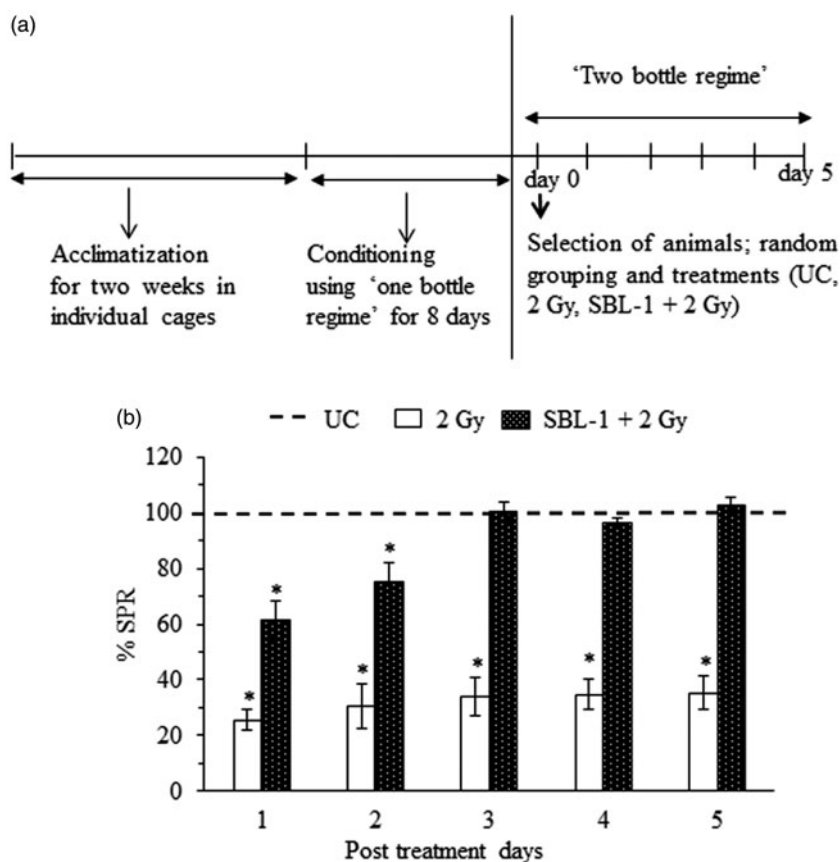 (a)
‘Two bottle regime’
day 0
day 5
Acclimatization
for two weeks in
individual cages
Conditioning
using ‘one bottle
regime’ for 8 days
Selection of animals; random
grouping and treatments (UC,
2 Gy, SBL-1 + 2 Gy)
(b)
UC 2 Gy SBL-1 + 2 Gy
120
100
80
60
40
20
0
% SPR
* * * * * * *
1 2 3 4 5
Post treatment days